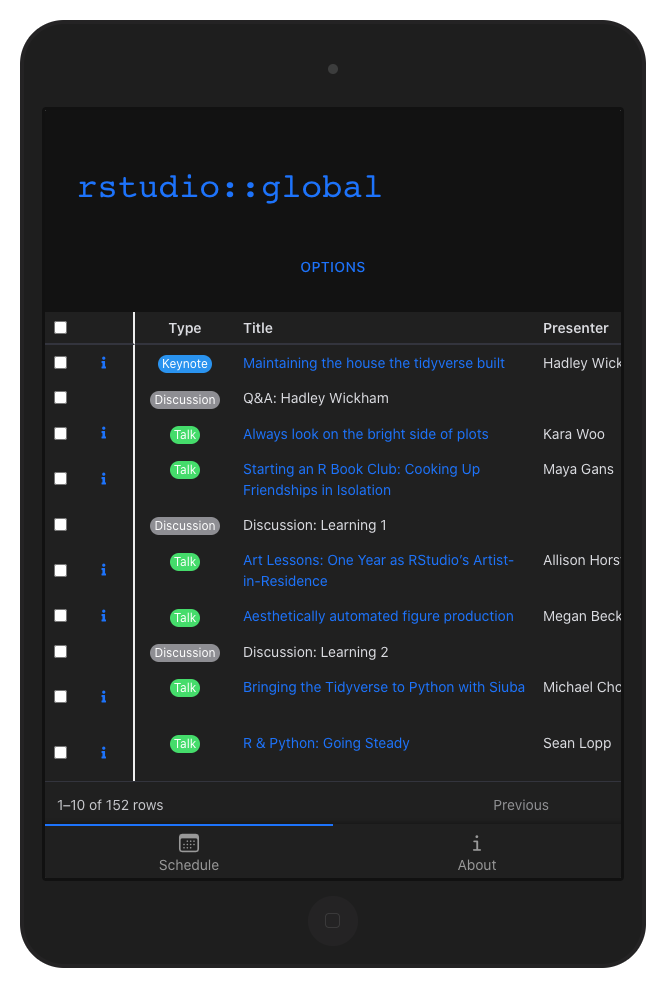 rstudio::global
OPTIONS
Type Title Presenter
Keynote Maintaining the house the tidyverse built Hadley Wick
Discussion Q&A: Hadley Wickham
Talk Always look on the bright side of plots Kara Woo
Talk Starting an R Book Club: Cooking Up Maya Gans
Friendships in Isolation
Discussion Discussion: Learning 1
Talk Art Lessons: One Year as RStudio's Artist- Allison Horst
in-Residence
Talk Aesthetically automated figure production Megan Beck
Discussion Discussion: Learning 2
Talk Bringing the Tidyverse to Python with Siuba Michael Cho
Talk R & Python: Going Steady Sean Lopp
1–10 of 152 rows Previous
Schedule About